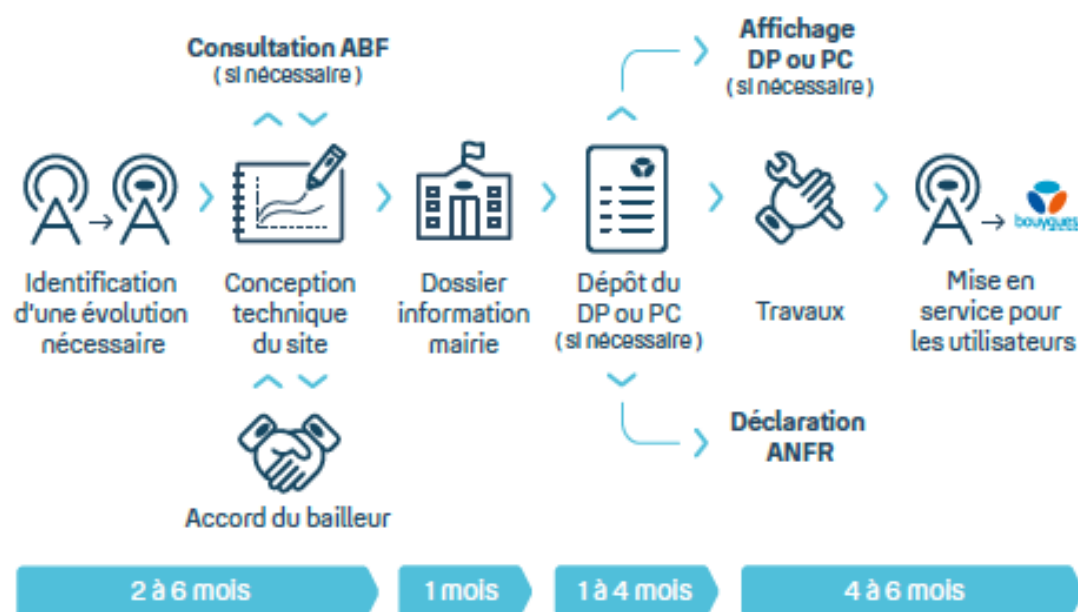 Consultation ABF
( si nécessaire )
Affichage
DP ou PC
( si nécessaire )
Identification
d'une évolution
nécessaire
Conception
technique
du site
Dossier
information
mairie
Dépôt du
DP ou PC
( si nécessaire )
Travaux
bouygues
Mise en
service pour
les utilisateurs
Accord du bailleur
Déclaration
ANFR
2 à 6 mois
1 mois
1 à 4 mois
4 à 6 mois